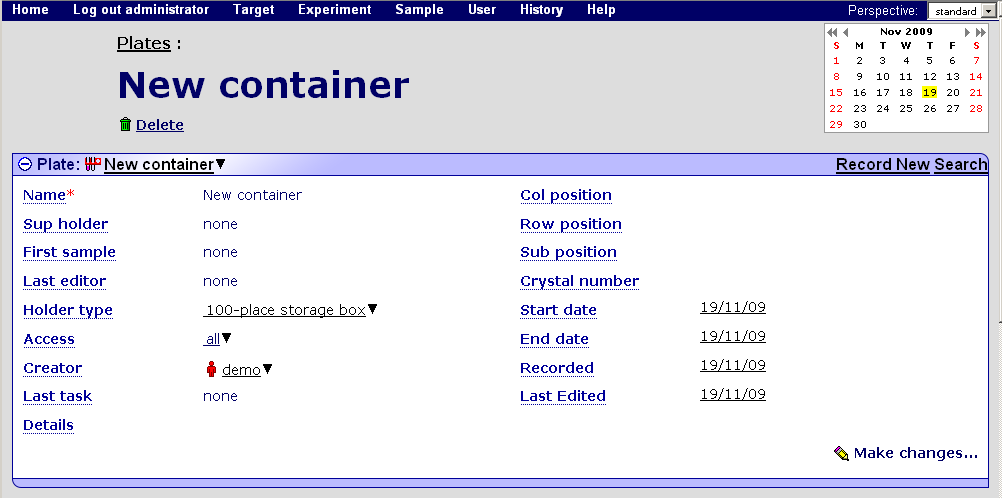 Home Log out administrator Target Experiment Sample User History Help Perspective: standard
Plates :
New container
Delete
Nov 2009
S M T W T F S
1 2 3 4 5 6 7
8 9 10 11 12 13 14
15 16 17 18 19 20 21
22 23 24 25 26 27 28
29 30
Plate: New container Record New Search
Name* New container Col position
Sup holder none Row position
First sample none Sub position
Last editor none Crystal number
Holder type 100-place storage box Start date 19/11/09
Access all End date 19/11/09
Creator demo Recorded 19/11/09
Last task none Last Edited 19/11/09
Details
Make changes...